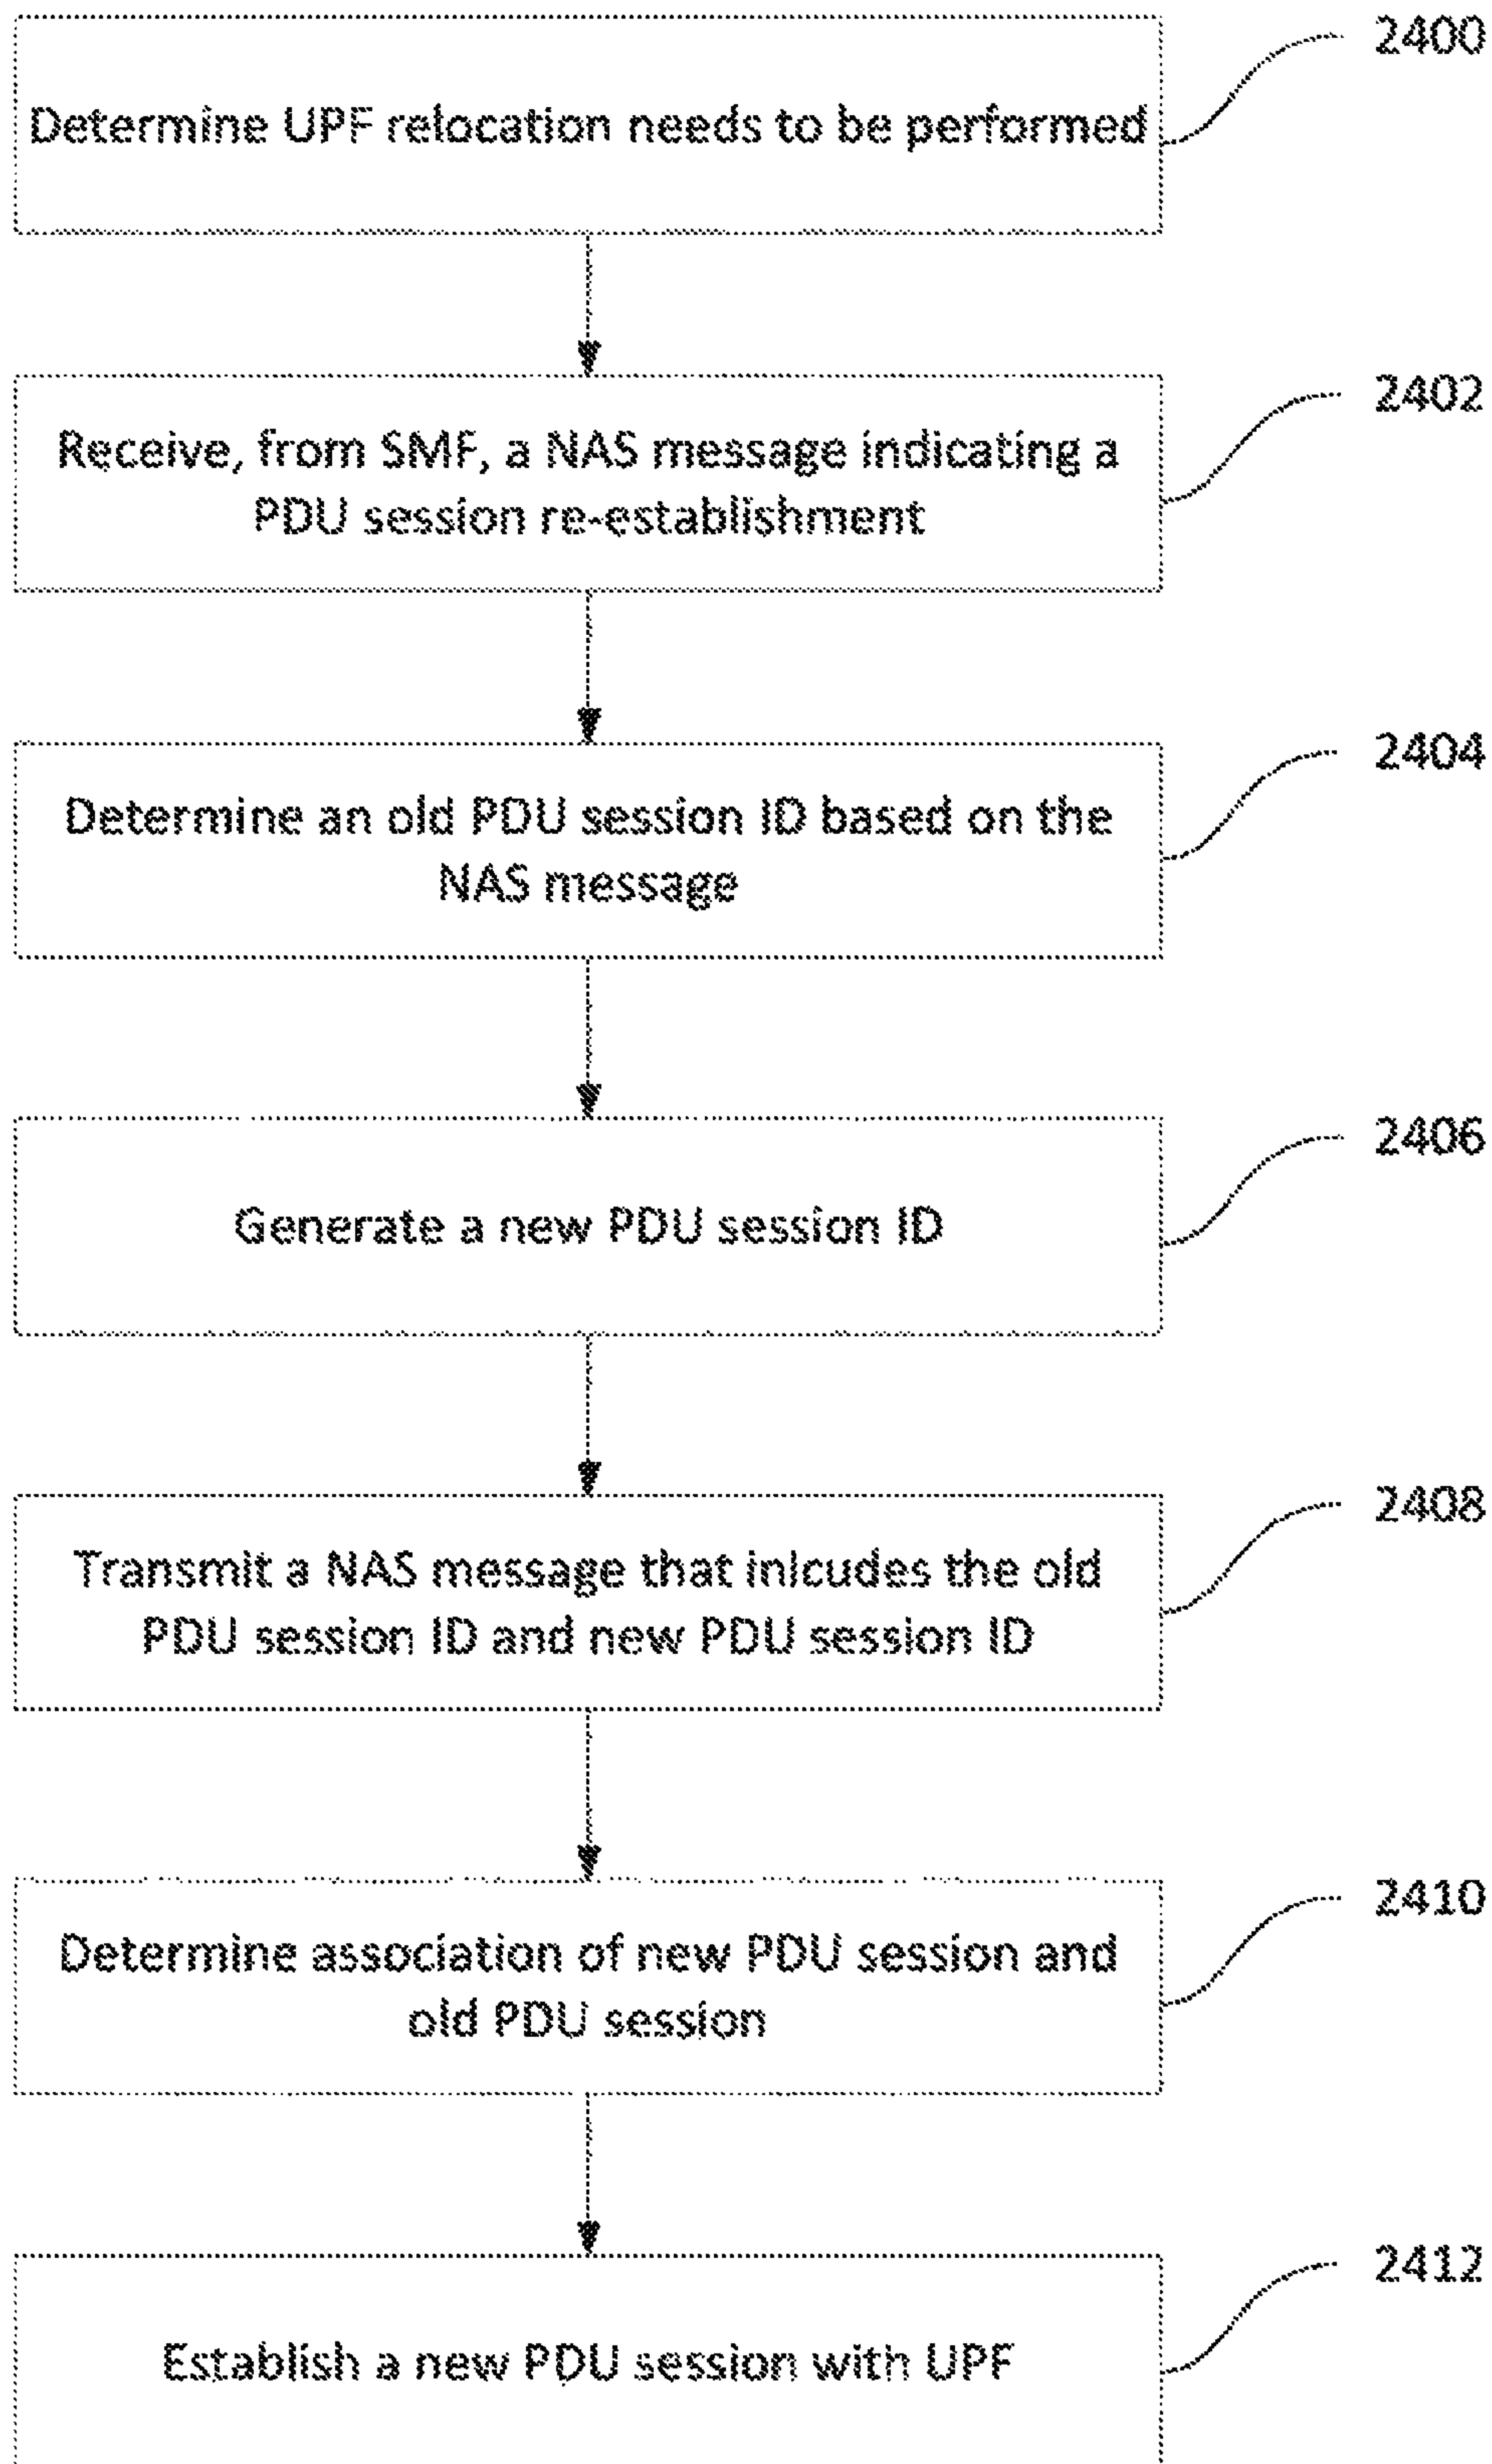 2400
Determine UPF relocation needs to be performed
2402
Receive, from SMF, a NAS message indicating a
PDU session re-establishment
2404
Determine an old PDU session ID based on the
NAS message
2406
Generate a new PDU session ID
2408
Transmit a NAS message that inlcudes the old
PDU session ID and new PDU session ID
2410
Determine association of new PDU session and
old PDU session
2412
Establish a new PDU session with UPF